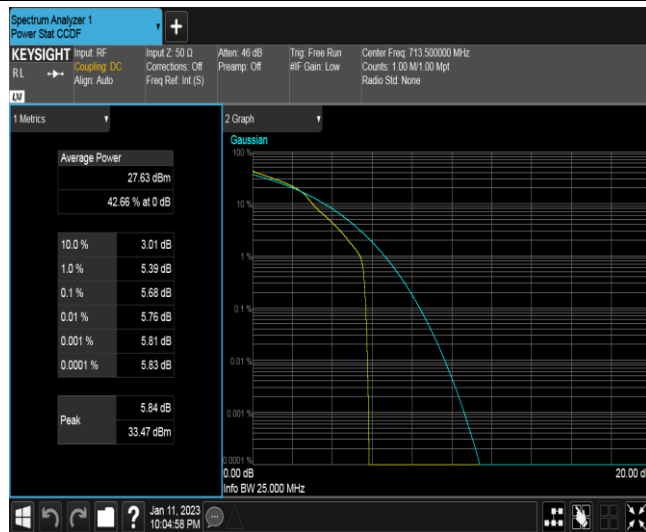 Spectrum Analyzer 1
Power Stat CCDF
+
KEYSIGHT
RL
LXI
Input: RF
Coupling: DC
Align: Auto
Input Z: 50 Ω
Corrections: Off
Freq Ref: Int (S)
Atten: 46 dB
Preamp: Off
Trig: Free Run
#IF Gain: Low
Center Freq: 713.500000 MHz
Counts: 1.00 M/1.00 Mpt
Radio Std: None
1 Metrics
Average Power
27.63 dBm
42.66 % at 0 dB
10.0 % 3.01 dB
1.0 % 5.39 dB
0.1 % 5.68 dB
0.01 % 5.76 dB
0.001 % 5.81 dB
0.0001 % 5.83 dB
Peak
5.84 dB
33.47 dBm
2 Graph
Gaussian
100 %
10 %
1 %
0.1 %
0.01 %
0.001 %
0.0001 %
0.00 dB
20.00 d
Info BW 25.000 MHz
?
Jan 11, 2023
10:04:58 PM